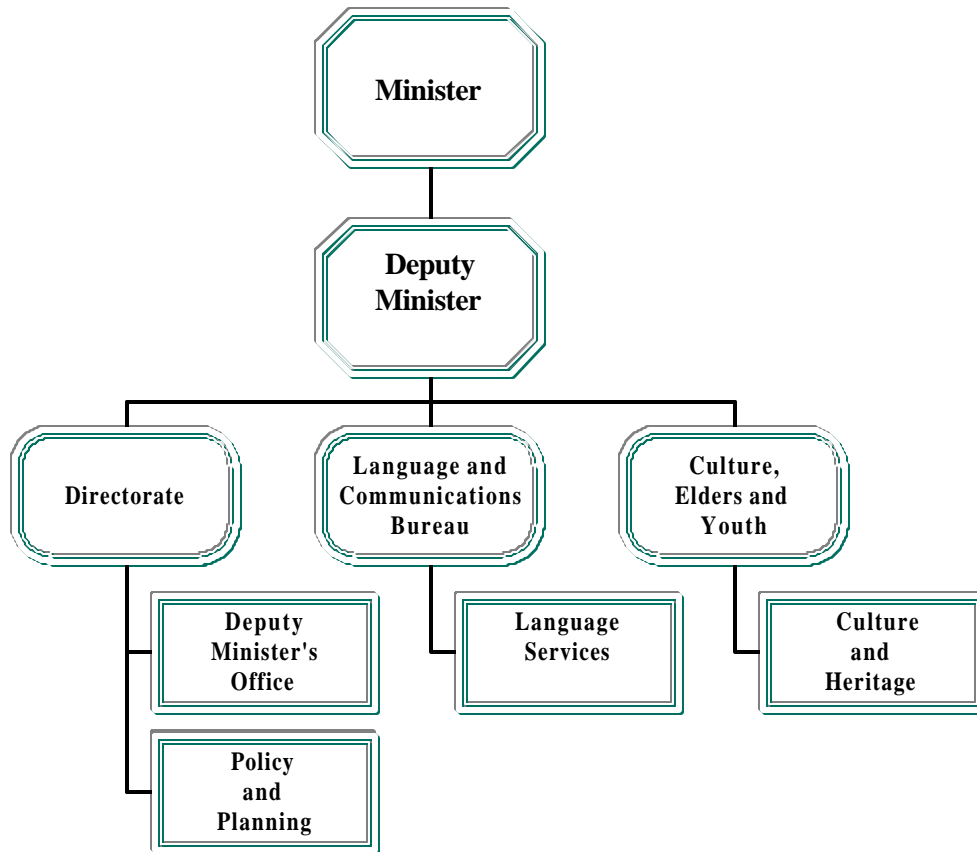 Minister
Deputy
Minister
Directorate
Language and
Communications
Bureau
Culture,
Elders and
Youth
Deputy
Minister's
Office
Language
Services
Culture
and
Heritage
Policy
and
Planning